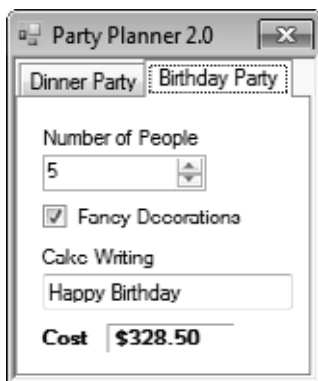 Party Planner 2.0
Dinner Party Birthday Party
Number of People
5
Fancy Decorations
Cake Writing
Happy Birthday
Cost $328.50